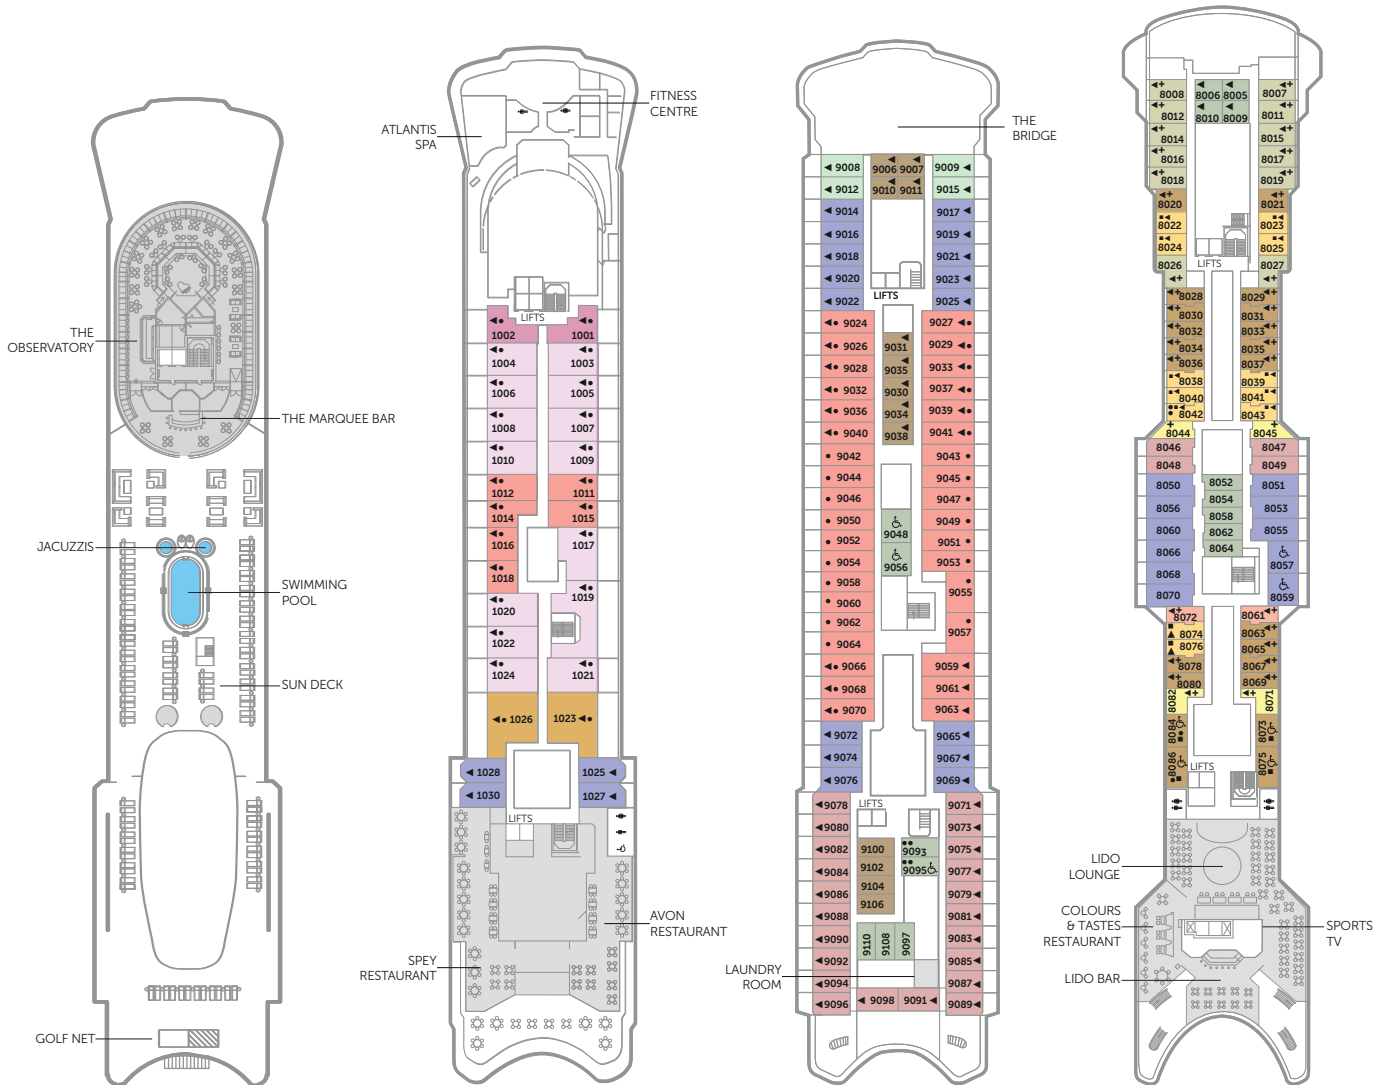 THE
OBSERVATORY
THE MARQUEE BAR
JACUZZIS
SWIMMING
POOL
SUN DECK
GOLF NET
FITNESS
CENTRE
ATLANTIS
SPA
LIFTS
1002 1001
1004 1003
1006 1005
1008 1007
1010 1009
1012 1011
1014 1015
1016 1017
1018
1020 1019
1022
1024 1021
1026 1023
1028 1025
1030 1027
LIFTS
AVON
RESTAURANT
SPEY
RESTAURANT
THE
BRIDGE
9008 9006 9007 9009
9012 9010 9011 9015
9014 9017
9016 9019
9018 9021
9020 9023
9022 9025
LIFTS
9024 9027
9026 9031 9029
9028 9035 9033
9032 9030 9037
9036 9034 9039
9040 9038 9041
9042 9043
9044 9045
9046 9047
9050 9048 9049
9052 9051
9054 9056 9053
9058 9055
9060
9062 9057
9064
9066 9059
9068 9061
9070 9063
9072 9065
9074 9067
9076 9069
9078 LIFTS 9071
9080 9073
9082 9100 9093 9075
9084 9102 9095 9077
9086 9104 9079
9088 9106 9081
9090 9110 9108 9097 9083
9092 9085
9094 9087
9096 9098 9091 9089
LAUNDRY
ROOM
8008 8006 8005 8007
8012 8010 8009 8011
8014 8015
8016 8017
8018 8019
8020 8021
8022 8023
8024 8025
8026 LIFTS 8027
8028 8029
8030 8031
8032 8033
8034 8035
8036 8037
8038 8039
8040 8041
8042 8043
8044 8045
8046 8047
8048 8049
8050 8052 8051
8056 8054 8053
8060 8058 8055
8066 8062 8057
8068 8064
8070 8059
8072 8061
8074 8063
8076 8065
8078 8067
8080 8069
8082 8071
8084 8073
8086 LIFTS 8075
LIDO
LOUNGE
COLOURS
& TASTES
RESTAURANT
SPORTS
TV
LIDO BAR